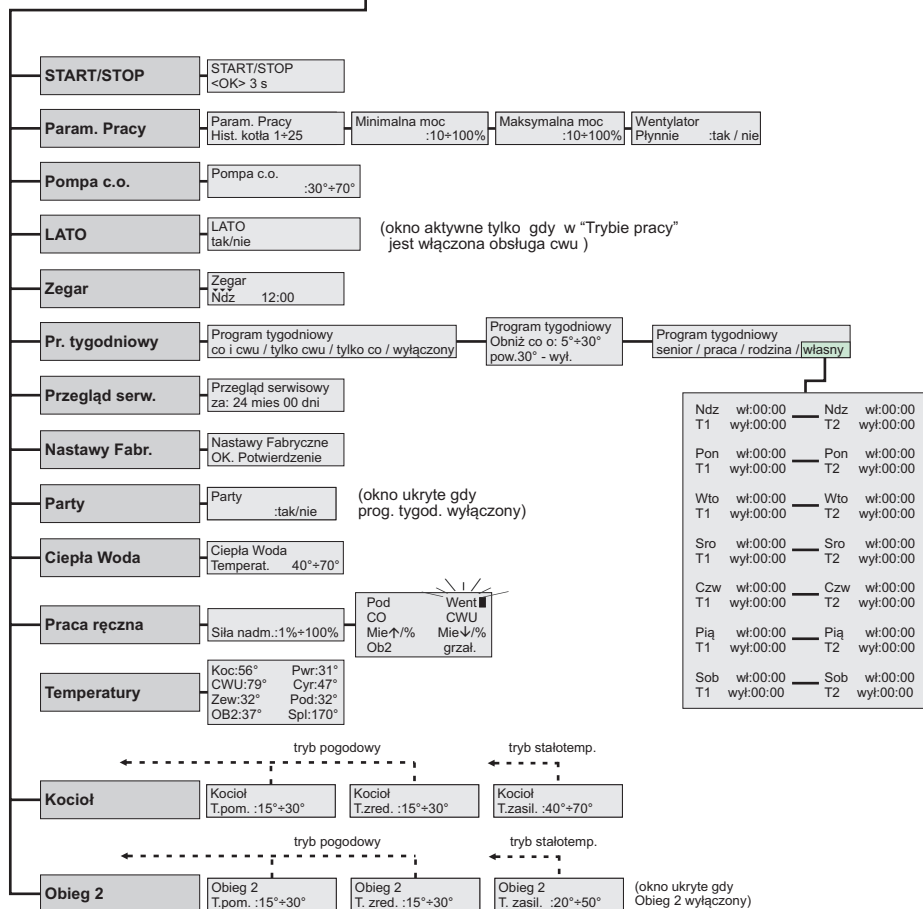 START/STOP
START/STOP
<OK> 3 s
Param. Pracy
Param. Pracy
Hist. kotła 1÷25
Minimalna moc
:10÷100%
Maksymalna moc
:10÷100%
Wentylator
Płynnie :tak / nie
Pompa c.o.
Pompa c.o.
:30°÷70°
LATO
LATO
tak/nie
(okno aktywne tylko gdy w “Trybie pracy”
jest włączona obsługa cwu )
Zegar
Zegar
Ndz 12:00
Pr. tygodniowy
Program tygodniowy
co i cwu / tylko cwu / tylko co / wyłączony
Program tygodniowy
Obniż co o: 5°÷30°
pow.30° - wył.
Program tygodniowy
senior / praca / rodzina / własny
Przegląd serw.
Przegląd serwisowy
za: 24 mies 00 dni
Nastawy Fabr.
Nastawy Fabryczne
OK. Potwierdzenie
Party
Party
:tak/nie
(okno ukryte gdy
prog. tygod. wyłączony)
Ciepła Woda
Ciepła Woda
Temperat. 40°÷70°
Praca ręczna
Siła nadm.:1%÷100%
Pod Went
CO CWU
Mie↑/% Mie↓/%
Ob2 grzał.
Temperatury
Koc:56° Pwr:31°
CWU:79° Cyr:47°
Zew:32° Pod:32°
OB2:37° Spl:170°
Ndz wł:00:00 Ndz wł:00:00
T1 wył:00:00 T2 wył:00:00
Pon wł:00:00 Pon wł:00:00
T1 wył:00:00 T2 wył:00:00
Wto wł:00:00 Wto wł:00:00
T1 wył:00:00 T2 wył:00:00
Sro wł:00:00 Sro wł:00:00
T1 wył:00:00 T2 wył:00:00
Czw wł:00:00 Czw wł:00:00
T1 wył:00:00 T2 wył:00:00
Pią wł:00:00 Pią wł:00:00
T1 wył:00:00 T2 wył:00:00
Sob wł:00:00 Sob wł:00:00
T1 wył:00:00 T2 wył:00:00
tryb pogodowy
tryb stałotemp.
Kocioł
Kocioł
T.pom. :15°÷30°
Kocioł
T.zred. :15°÷30°
Kocioł
T.zasil. :40°÷70°
tryb pogodowy
tryb stałotemp.
Obieg 2
Obieg 2
T.pom. :15°÷30°
Obieg 2
T. zred. :15°÷30°
Obieg 2
T. zasil. :20°÷50°
(okno ukryte gdy
Obieg 2 wyłączony)